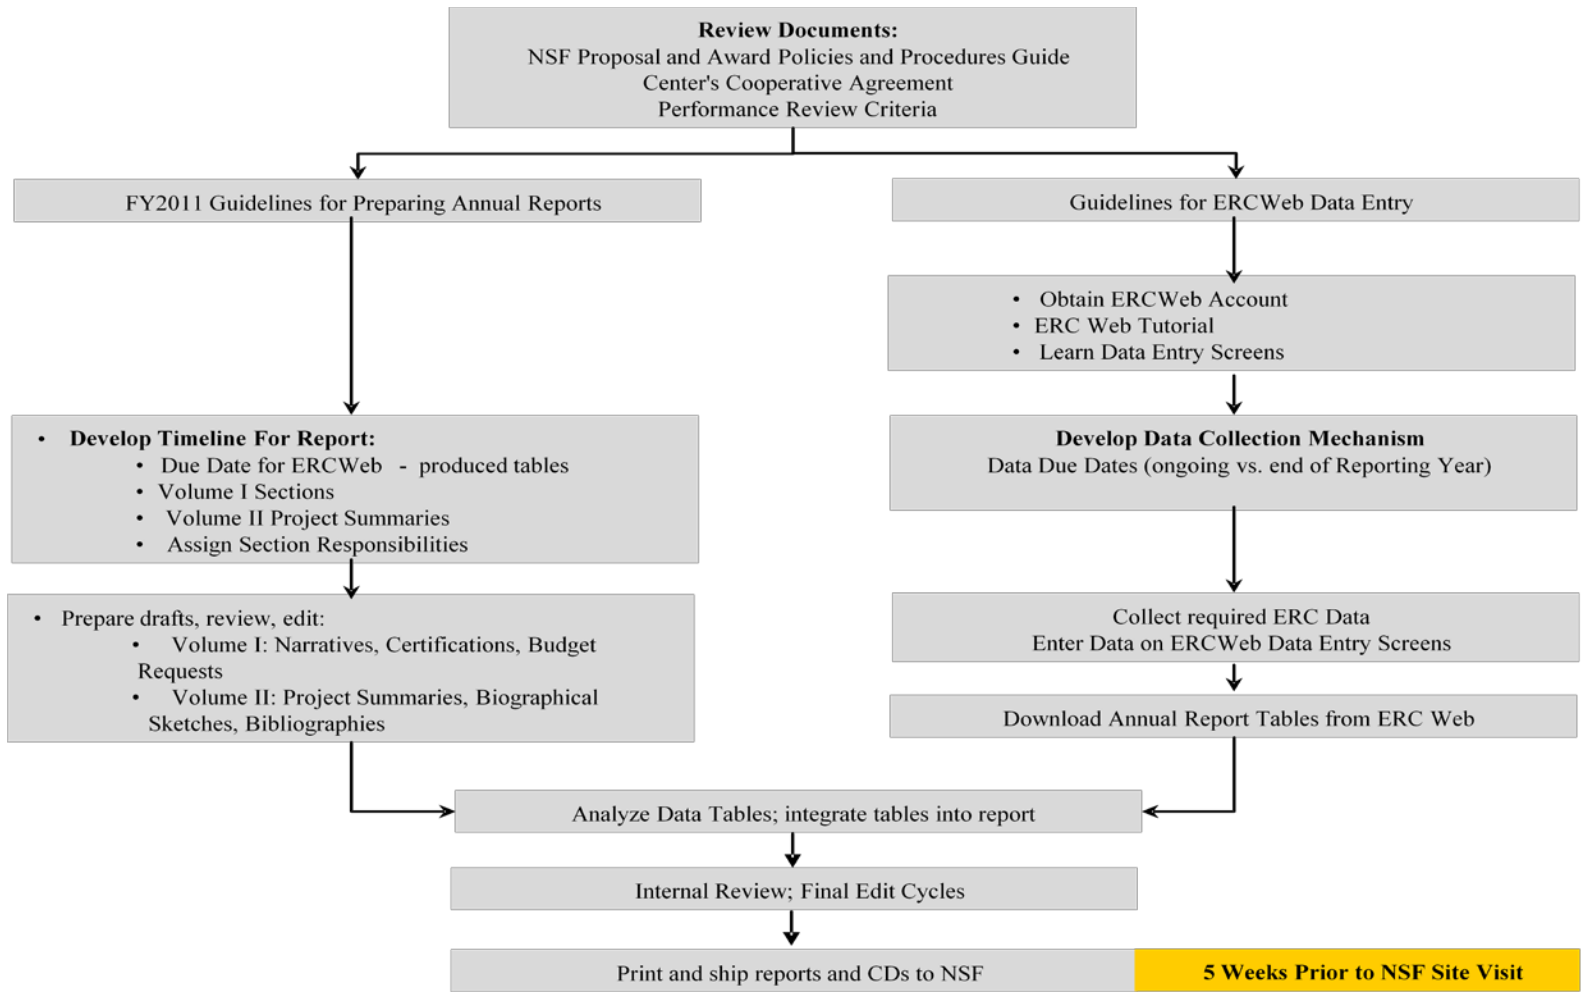 Review Documents:
NSF Proposal and Award Policies and Procedures Guide
Center's Cooperative Agreement
Performance Review Criteria
FY2011 Guidelines for Preparing Annual Reports
Guidelines for ERCWeb Data Entry
• Obtain ERCWeb Account
• ERC Web Tutorial
• Learn Data Entry Screens
• Develop Timeline For Report:
• Due Date for ERCWeb - produced tables
• Volume I Sections
• Volume II Project Summaries
• Assign Section Responsibilities
Develop Data Collection Mechanism
Data Due Dates (ongoing vs. end of Reporting Year)
• Prepare drafts, review, edit:
• Volume I: Narratives, Certifications, Budget
Requests
• Volume II: Project Summaries, Biographical
Sketches, Bibliographies
Collect required ERC Data
Enter Data on ERCWeb Data Entry Screens
Download Annual Report Tables from ERC Web
Analyze Data Tables; integrate tables into report
Internal Review; Final Edit Cycles
Print and ship reports and CDs to NSF
5 Weeks Prior to NSF Site Visit